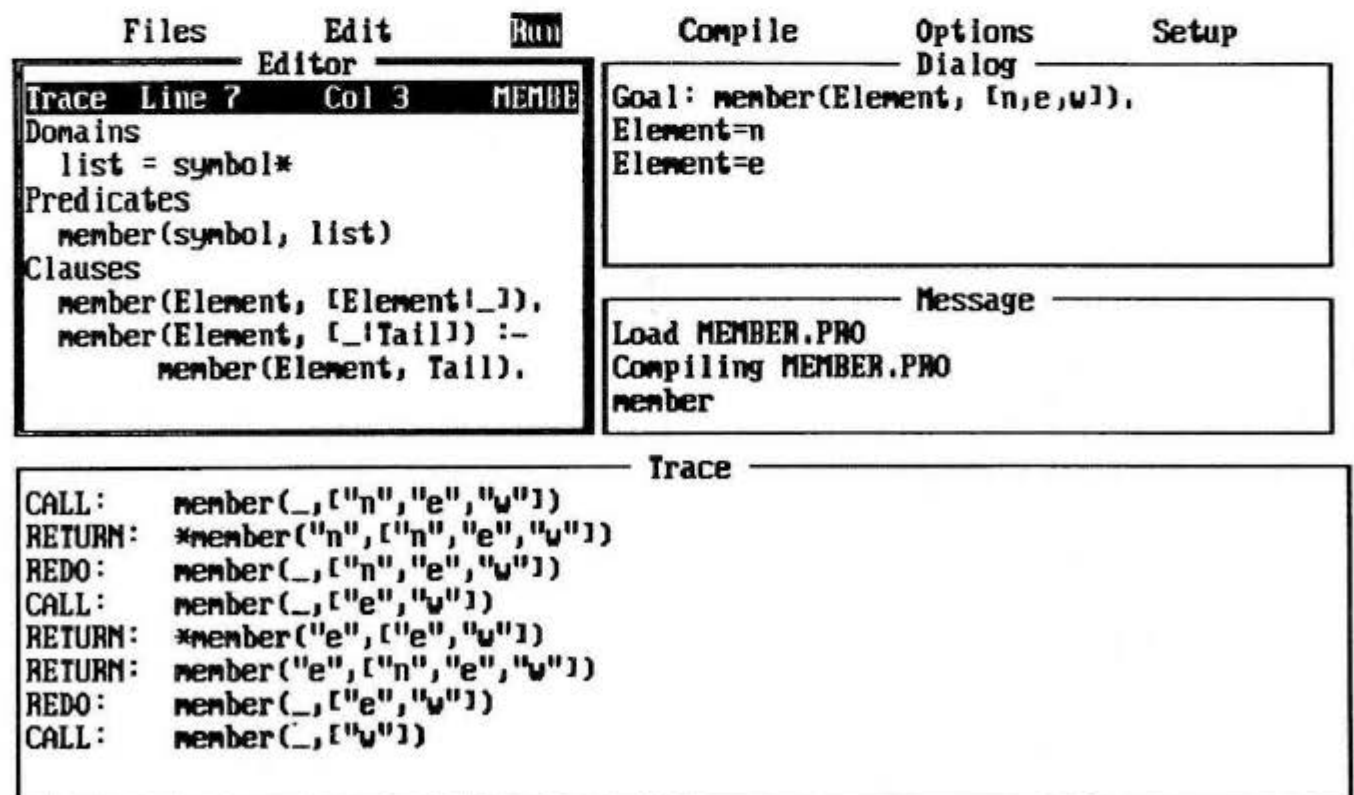 Files Edit Run Compile Options Setup
Editor
Trace Line 7 Col 3 MEMBE
Domains
list = symbol*
Predicates
member(symbol, list)
Clauses
member(Element, [Element|_]).
member(Element, [_|Tail]) :-
member(Element, Tail).
Dialog
Goal: member(Element, [n,e,w]).
Element=n
Element=e
Message
Load MEMBER.PRO
Compiling MEMBER.PRO
member
Trace
CALL: member(_,["n","e","w"])
RETURN: *member("n",["n","e","w"])
REDO: member(_,["n","e","w"])
CALL: member(_,["e","w"])
RETURN: *member("e",["e","w"])
RETURN: member("e",["n","e","w"])
REDO: member(_,["e","w"])
CALL: member(_,["w"])